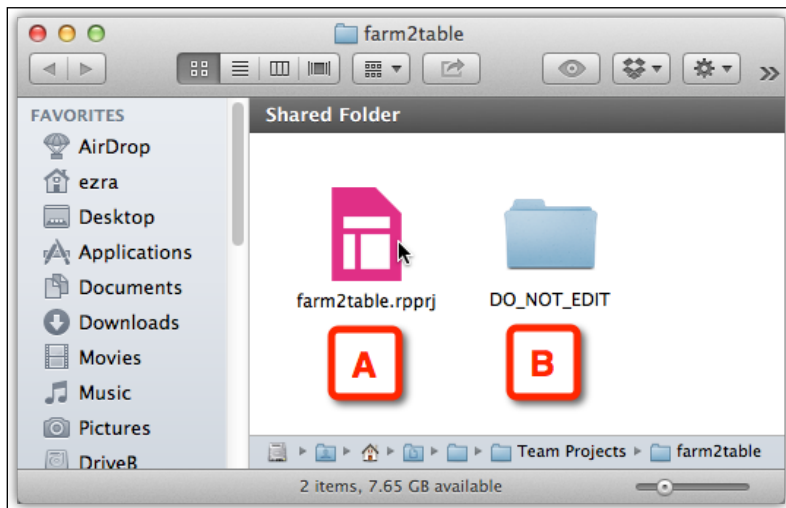 farm2table
FAVORITES
AirDrop
ezra
Desktop
Applications
Documents
Downloads
Movies
Music
Pictures
DriveB
Shared Folder
farm2table.rpprj
DO_NOT_EDIT
A
B
Team Projects
farm2table
2 items, 7.65 GB available